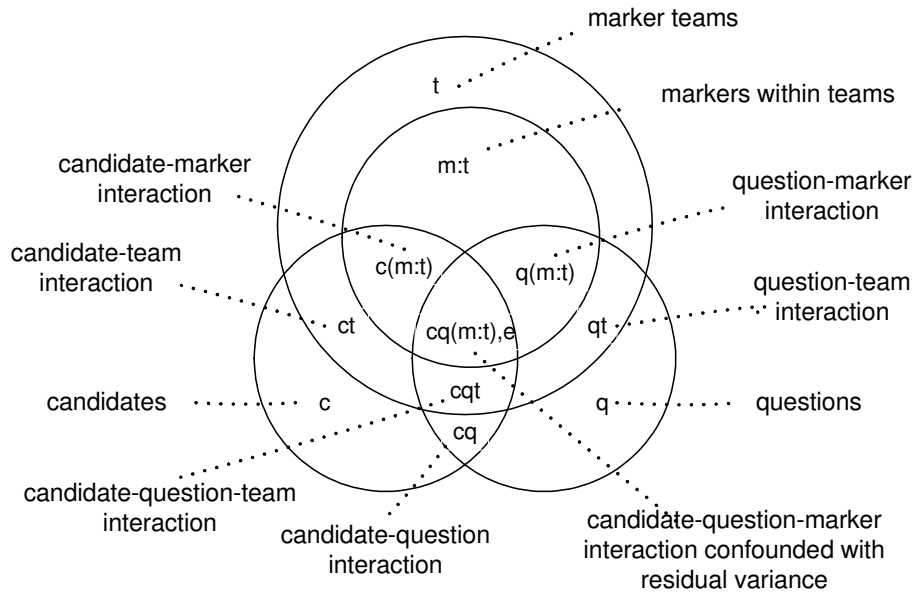 marker teams
t
markers within teams
m:t
candidate-marker
interaction
question-marker
interaction
candidate-team
interaction
c(m:t)
q(m:t)
question-team
interaction
ct
cq(m:t),e
qt
cqt
candidates
c
q
questions
cq
candidate-question-team
interaction
candidate-question
interaction
candidate-question-marker
interaction confounded with
residual variance